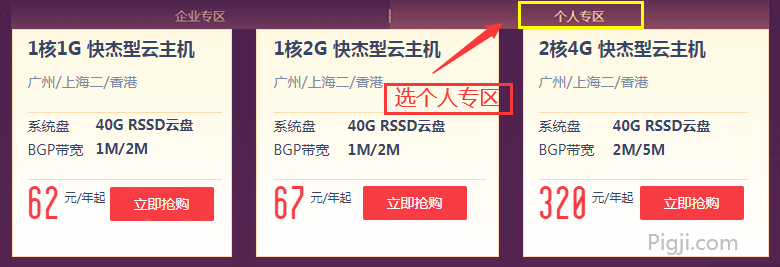 企业专区
个人专区
1核1G 快杰型云主机
广州/上海二/香港
系统盘 40G RSSD云盘
BGP带宽 1M/2M
62 元/年起 立即抢购
1核2G 快杰型云主机
广州/上海二/香港
选个人专区
系统盘 40G RSSD云盘
BGP带宽 1M/2M
67 元/年起 立即抢购
2核4G 快杰型云主机
广州/上海二/香港
系统盘 40G RSSD云盘
BGP带宽 2M/5M
320 元/年起 立即抢购
Pigji.com